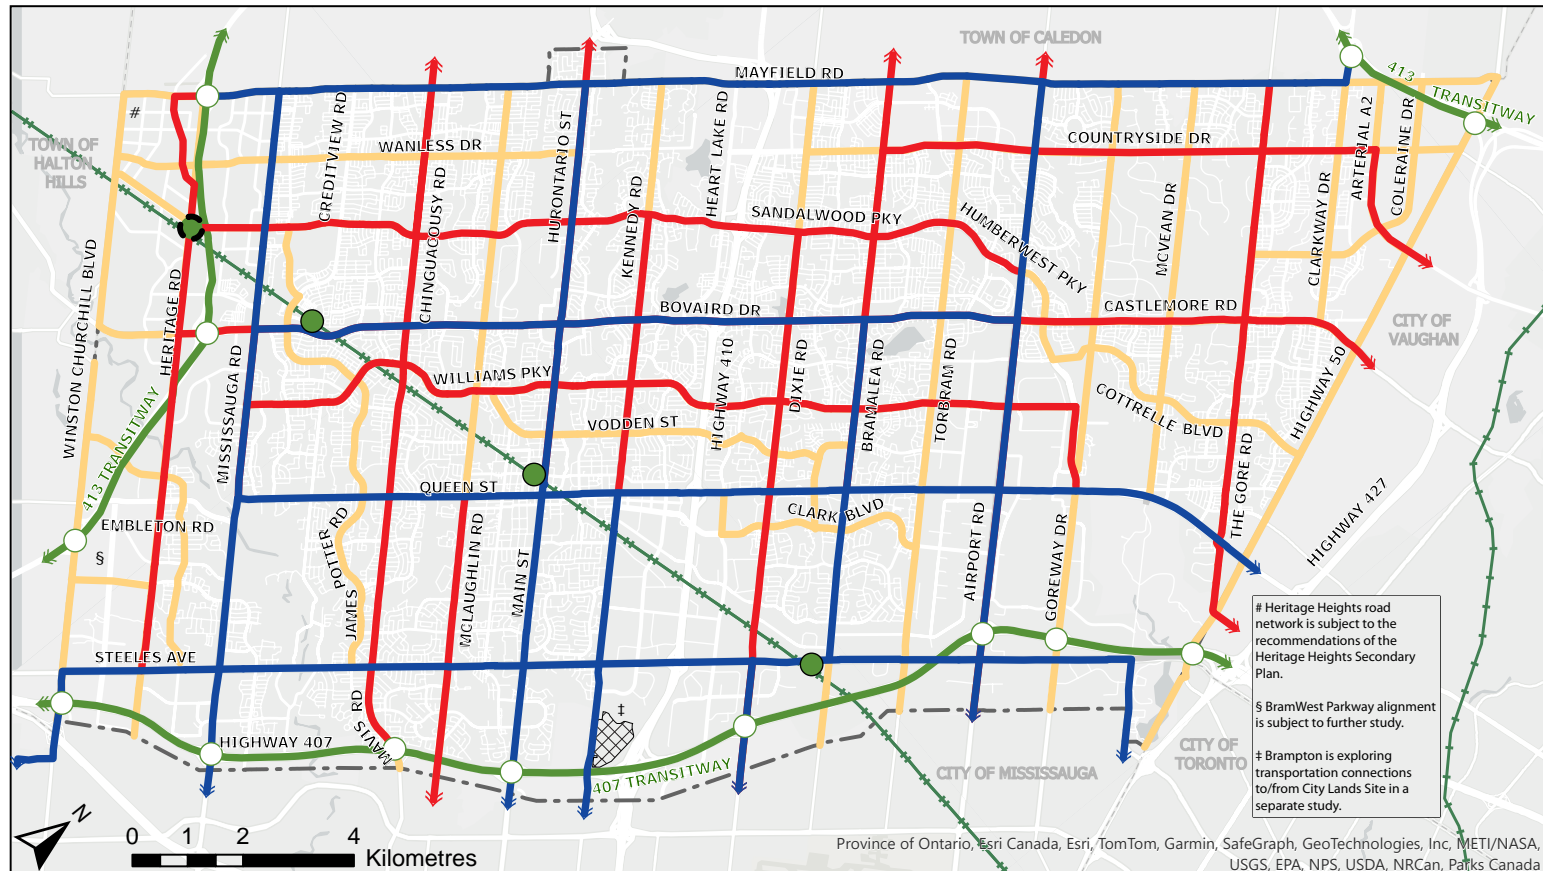 TOWN OF CALEDON
MAYFIELD RD
413
TRANSITWAY
#
TOWN OF
HALTON
HILLS
WANLESS DR
CREDITVIEW RD
CHINGUACOUSY RD
HURONTARIO ST
KENNEDY RD
HEART LAKE RD
COUNTRYSIDE DR
ARTERIAL A2
COLERAINE DR
CLARKWAY DR
MCVEAN DR
SANDALWOOD PKY
HUMBERWEST PKY
WINSTON CHURCHILL BLVD
HERITAGE RD
BOVAIRD DR
CASTLEMORE RD
CITY OF
VAUGHAN
MISSISSAUGA RD
WILLIAMS PKY
HIGHWAY 410
DIXIE RD
BRAMALEA RD
TORBRAM RD
HIGHWAY 50
COTTRELLE BLVD
VODDEN ST
413 TRANSITWAY
THE GORE RD
QUEEN ST
CLARK BLVD
HIGHWAY 427
EMBLETON RD
§
JAMES POTTER RD
MCLAUGHLIN RD
MAIN ST
AIRPORT RD
GOREWAY DR
STEELES AVE
MAVIS RD
‡
HIGHWAY 407
407 TRANSITWAY
CITY OF MISSISSAUGA
CITY OF
TORONTO
# Heritage Heights road
network is subject to the
recommendations of the
Heritage Heights Secondary
Plan.
§ BramWest Parkway alignment
is subject to further study.
‡ Brampton is exploring
transportation connections
to/from City Lands Site in a
separate study.
N
0 1 2 4
Kilometres
Province of Ontario, Esri Canada, Esri, TomTom, Garmin, SafeGraph, GeoTechnologies, Inc, METI/NASA,
USGS, EPA, NPS, USDA, NRCan, Parks Canada